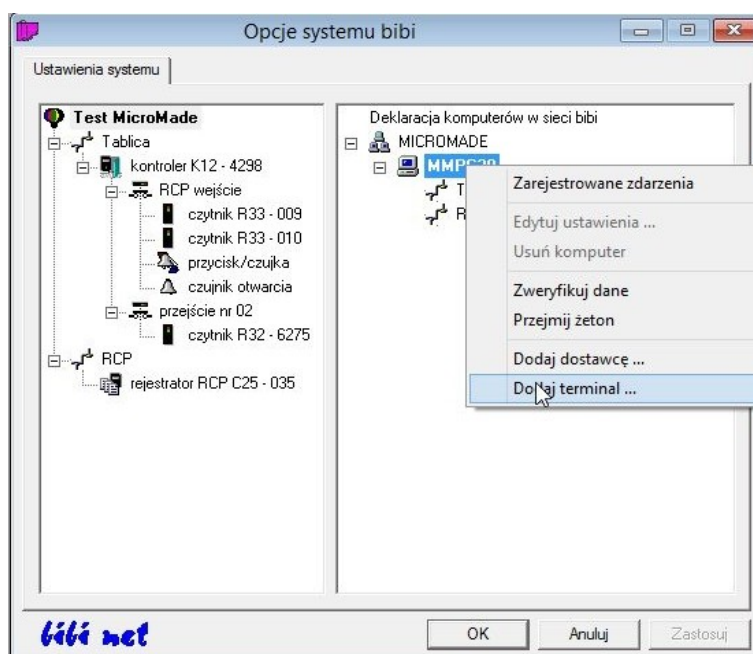 Opcje systemu bibi
Ustawienia systemu
Test MicroMade
Tablica
kontroler K12 - 4298
RCP wejście
czytnik R33 - 009
czytnik R33 - 010
przycisk/czujka
czujnik otwarcia
przejście nr 02
czytnik R32 - 6275
RCP
rejestrator RCP C25 - 035
Deklaracja komputerów w sieci bibi
MICROMADE
T
R
Zarejestrowane zdarzenia
Edytuj ustawienia ...
Usuń komputer
Zweryfikuj dane
Przejmij żeton
Dodaj dostawcę ...
Dodaj terminal ...
bibi net
OK
Anuluj
Zastosuj